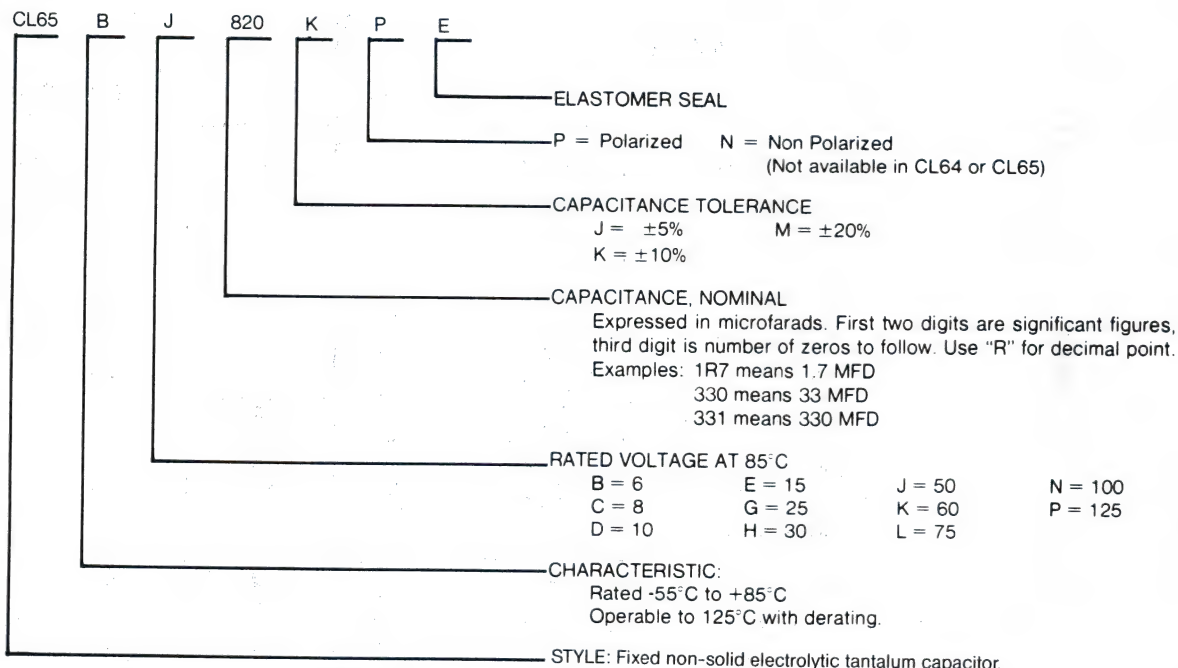 CL65 B J 820 K P E
ELASTOMER SEAL
P = Polarized N = Non Polarized
(Not available in CL64 or CL65)
CAPACITANCE TOLERANCE
J = ±5% M = ±20%
K = ±10%
CAPACITANCE, NOMINAL
Expressed in microfarads. First two digits are significant figures,
third digit is number of zeros to follow. Use “R” for decimal point.
Examples: 1R7 means 1.7 MFD
330 means 33 MFD
331 means 330 MFD
RATED VOLTAGE AT 85°C
B = 6 E = 15 J = 50 N = 100
C = 8 G = 25 K = 60 P = 125
D = 10 H = 30 L = 75
CHARACTERISTIC:
Rated -55°C to +85°C
Operable to 125°C with derating.
STYLE: Fixed non-solid electrolytic tantalum capacitor.